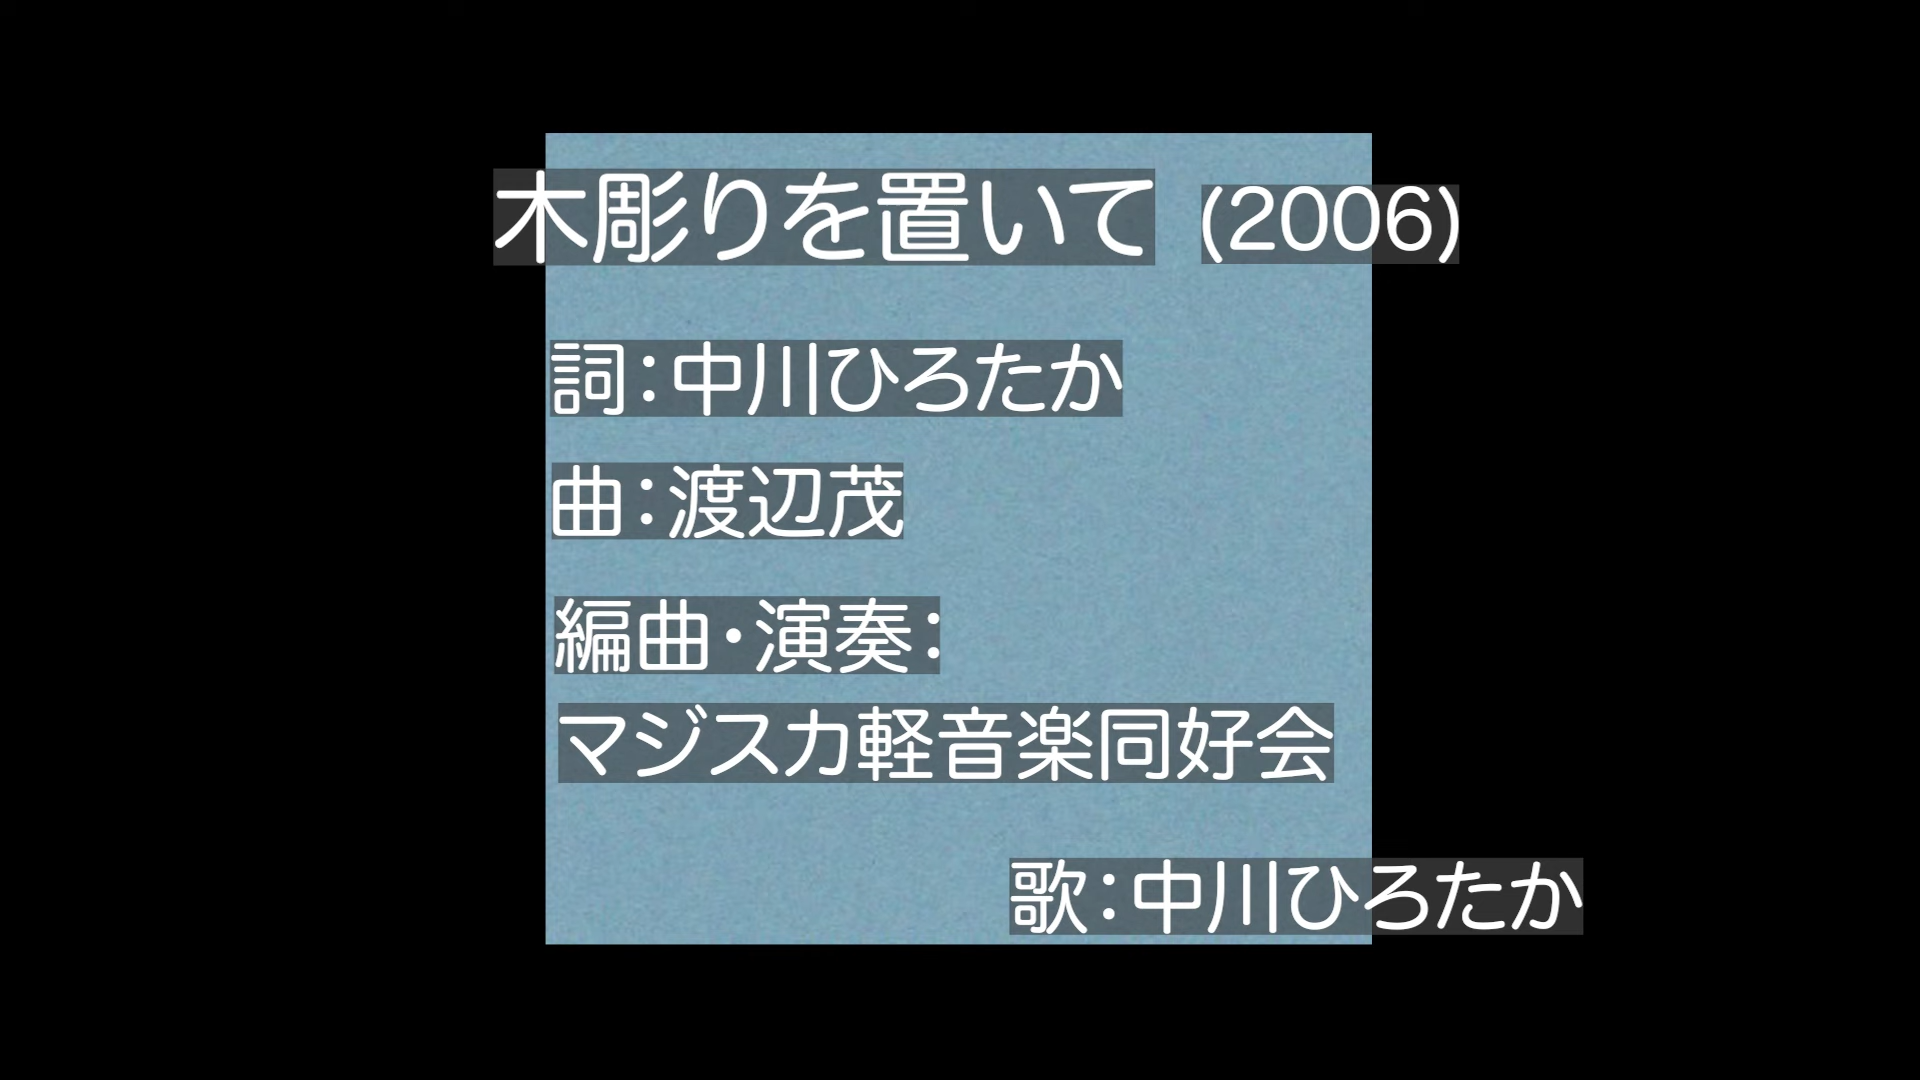 木彫りを置いて (2006)
詞：中川ひろたか
曲：渡辺茂
編曲・演奏：
マジスカ軽音楽同好会
歌：中川ひろたか